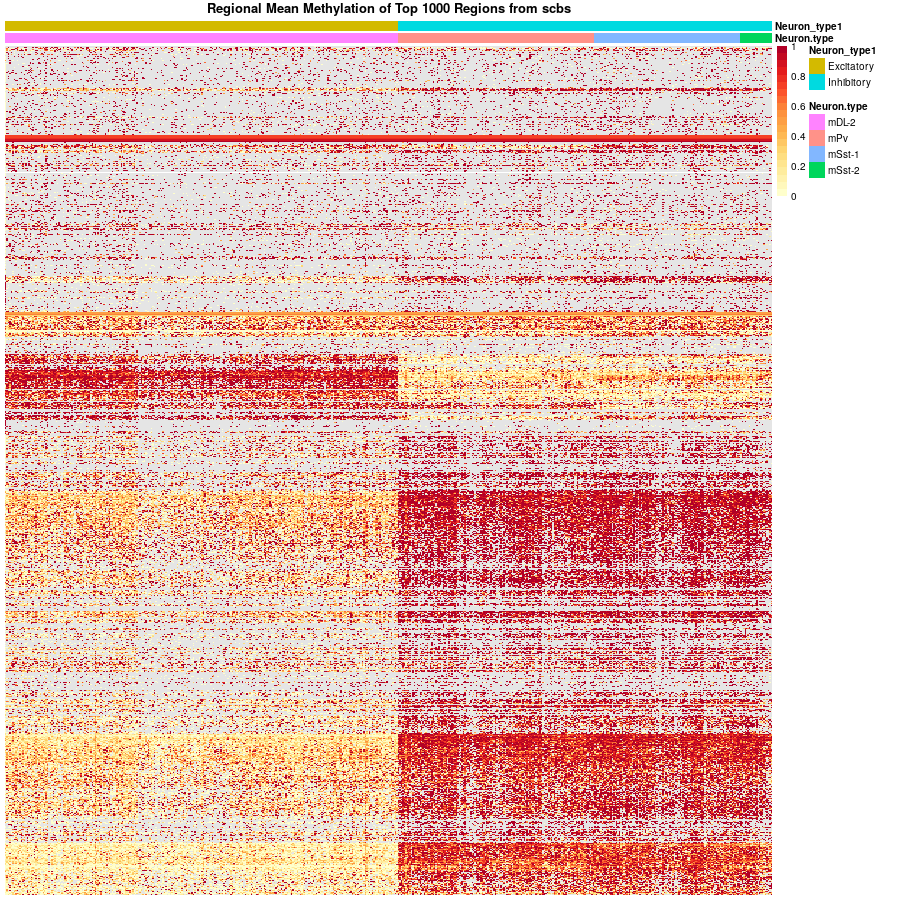 Regional Mean Methylation of Top 1000 Regions from scbs
Neuron_type1
Neuron.type
1
0.8
0.6
0.4
0.2
0
Neuron_type1
Excitatory
Inhibitory
Neuron.type
mDL-2
mPv
mSst-1
mSst-2